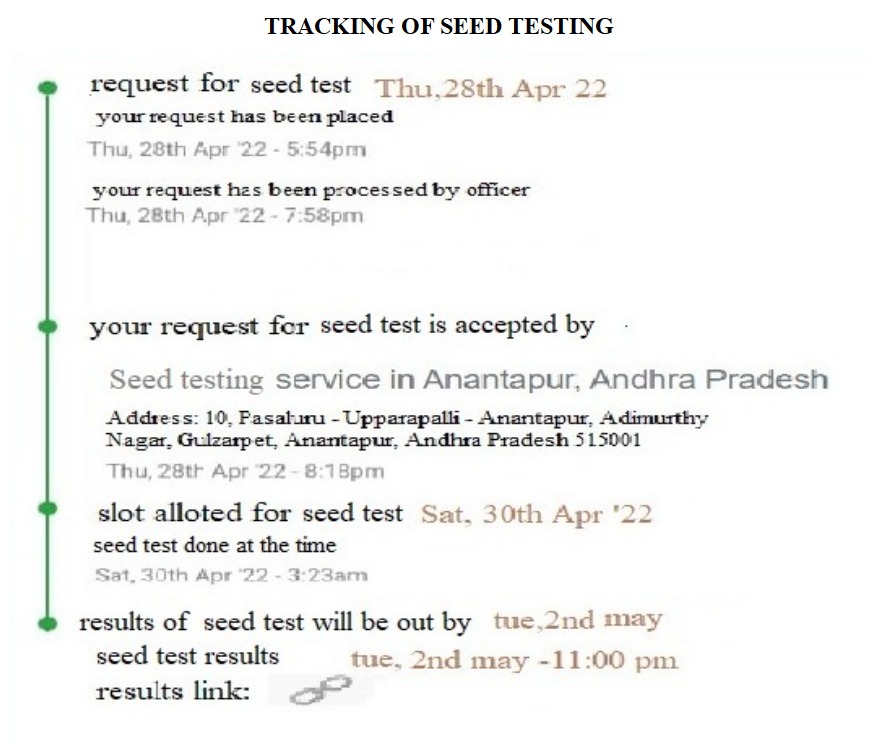 TRACKING OF SEED TESTING
request for seed test Thu,28th Apr 22
your request has been placed
Thu, 28th Apr '22 - 5:54pm
your request has been processed by officer
Thu, 28th Apr '22 - 7:58pm
your request for seed test is accepted by
Seed testing service in Anantapur, Andhra Pradesh
Address: 10, Pasaluru - Upparapalli - Anantapur, Adimurthy
Nagar, Gulzarpet, Anantapur, Andhra Pradesh 515001
Thu, 28th Apr '22 - 8:18pm
slot alloted for seed test Sat, 30th Apr '22
seed test done at the time
Sat, 30th Apr '22 - 3:23am
results of seed test will be out by tue,2nd may
seed test results tue, 2nd may -11:00 pm
results link: